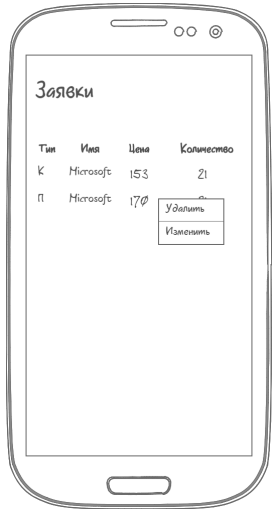 Заявки
Тип Имя Цена Количество
К Microsoft 153 21
П Microsoft 170
Удалить
Изменить